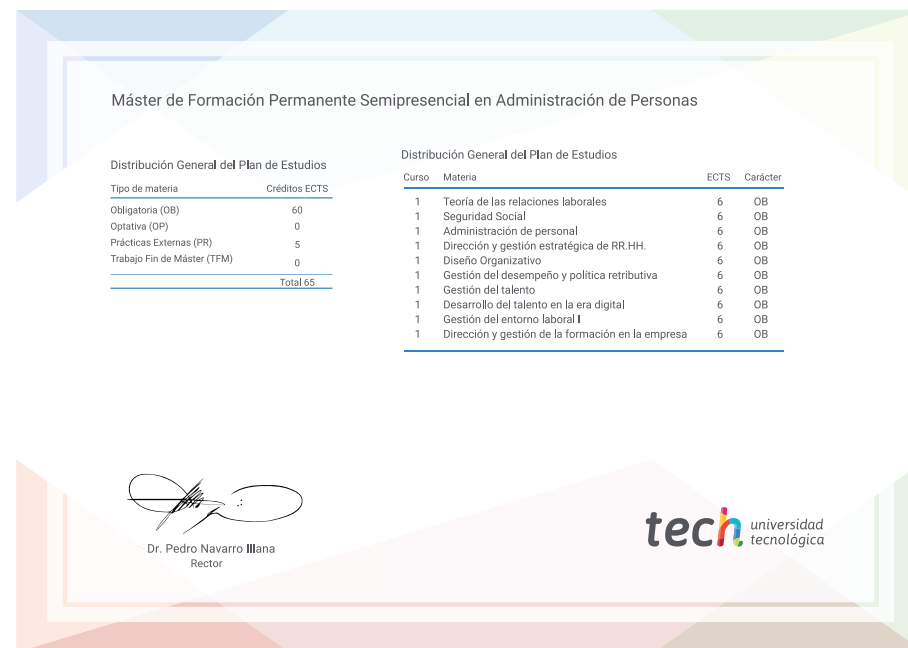 Máster de Formación Permanente Semipresencial en Administración de Personas
Distribución General del Plan de Estudios
Tipo de materia Créditos ECTS
Obligatoria (OB) 60
Optativa (OP) 0
Prácticas Externas (PR) 5
Trabajo Fin de Máster (TFM) 0
Total 65
Distribución General del Plan de Estudios
Curso Materia ECTS Carácter
1 Teoría de las relaciones laborales 6 OB
1 Seguridad Social 6 OB
1 Administración de personal 6 OB
1 Dirección y gestión estratégica de RR.HH. 6 OB
1 Diseño Organizativo 6 OB
1 Gestión del desempeño y política retributiva 6 OB
1 Gestión del talento 6 OB
1 Desarrollo del talento en la era digital 6 OB
1 Gestión del entorno laboral I 6 OB
1 Dirección y gestión de la formación en la empresa 6 OB
Dr. Pedro Navarro Illana
Rector
tech universidad
tecnológica